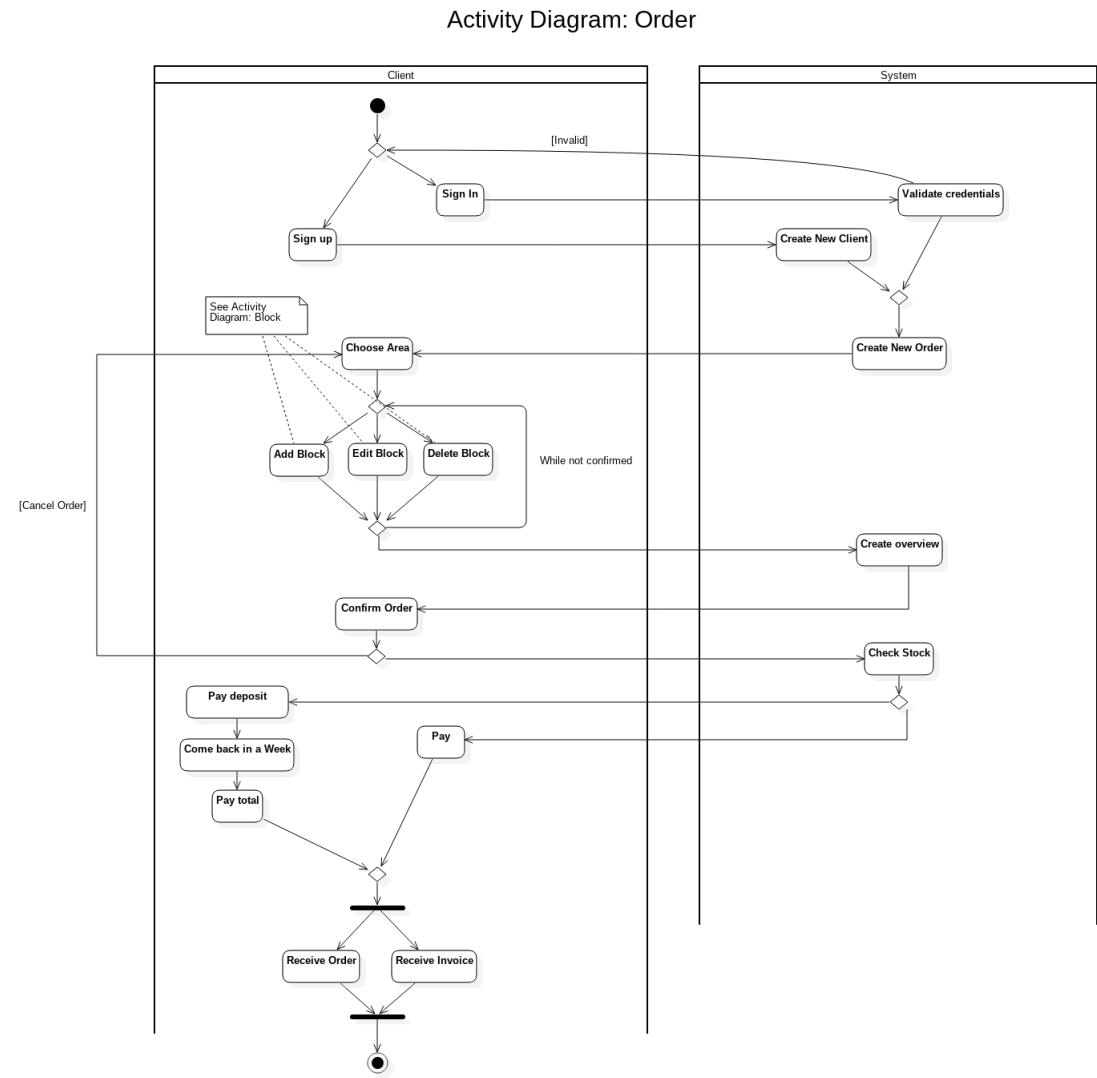 Activity Diagram: Order
Client
System
[Invalid]
Sign In
Validate credentials
Sign up
Create New Client
See Activity
Diagram: Block
Choose Area
Create New Order
Add Block
Edit Block
Delete Block
While not confirmed
[Cancel Order]
Create overview
Confirm Order
Check Stock
Pay deposit
Pay
Come back in a Week
Pay total
Receive Order
Receive Invoice